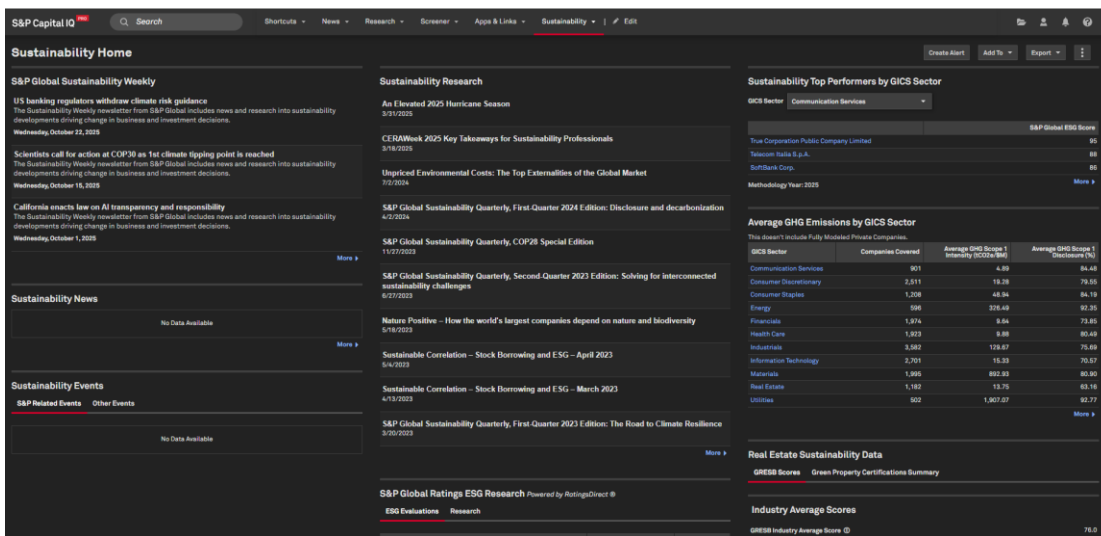 S&P Capital IQ PRO
Search
Shortcuts
News
Research
Screener
Apps & Links
Sustainability
Edit
Sustainability Home
Create Alert
Add To
Export
S&P Global Sustainability Weekly
US banking regulators withdraw climate risk guidance
The Sustainability Weekly newsletter from S&P Global includes news and research into sustainability
developments driving change in business and investment decisions.
Wednesday, October 22, 2025
Scientists call for action at COP30 as 1st climate tipping point is reached
The Sustainability Weekly newsletter from S&P Global includes news and research into sustainability
developments driving change in business and investment decisions.
Wednesday, October 15, 2025
California enacts law on AI transparency and responsibility
The Sustainability Weekly newsletter from S&P Global includes news and research into sustainability
developments driving change in business and investment decisions.
Wednesday, October 1, 2025
More
Sustainability News
No Data Available
More
Sustainability Events
S&P Related Events
Other Events
No Data Available
Sustainability Research
An Elevated 2025 Hurricane Season
3/31/2025
CERAWeek 2025 Key Takeaways for Sustainability Professionals
3/18/2025
Unpriced Environmental Costs: The Top Externalities of the Global Market
7/2/2024
S&P Global Sustainability Quarterly, First-Quarter 2024 Edition: Disclosure and decarbonization
4/2/2024
S&P Global Sustainability Quarterly, COP28 Special Edition
11/27/2023
S&P Global Sustainability Quarterly, Second-Quarter 2023 Edition: Solving for interconnected
sustainability challenges
6/27/2023
Nature Positive – How the world's largest companies depend on nature and biodiversity
5/18/2023
Sustainable Correlation – Stock Borrowing and ESG – April 2023
5/4/2023
Sustainable Correlation – Stock Borrowing and ESG – March 2023
4/13/2023
S&P Global Sustainability Quarterly, First-Quarter 2023 Edition: The Road to Climate Resilience
3/20/2023
More
S&P Global Ratings ESG Research Powered by RatingsDirect ®
ESG Evaluations
Research
Sustainability Top Performers by GICS Sector
GICS Sector Communication Services
S&P Global ESG Score
True Corporation Public Company Limited 95
Telecom Italia S.p.A. 89
SoftBank Corp. 86
Methodology Year: 2025
More
Average GHG Emissions by GICS Sector
This doesn't include Fully Modeled Private Companies.
GICS Sector Companies Covered Average GHG Scope 1 Intensity (tCO2e/$M) Average GHG Scope 1 Disclosure (%)
Communication Services 901 4.89 84.48
Consumer Discretionary 2,511 19.28 79.55
Consumer Staples 1,208 48.94 84.19
Energy 596 326.49 92.35
Financials 1,974 9.64 73.85
Health Care 1,923 9.88 80.49
Industrials 3,582 129.67 75.69
Information Technology 2,701 15.33 70.57
Materials 1,995 892.93 80.90
Real Estate 1,182 13.75 63.16
Utilities 502 1,907.07 92.77
More
Real Estate Sustainability Data
GRESB Scores
Green Property Certifications Summary
Industry Average Scores
GRESB Industry Average Score 76.0